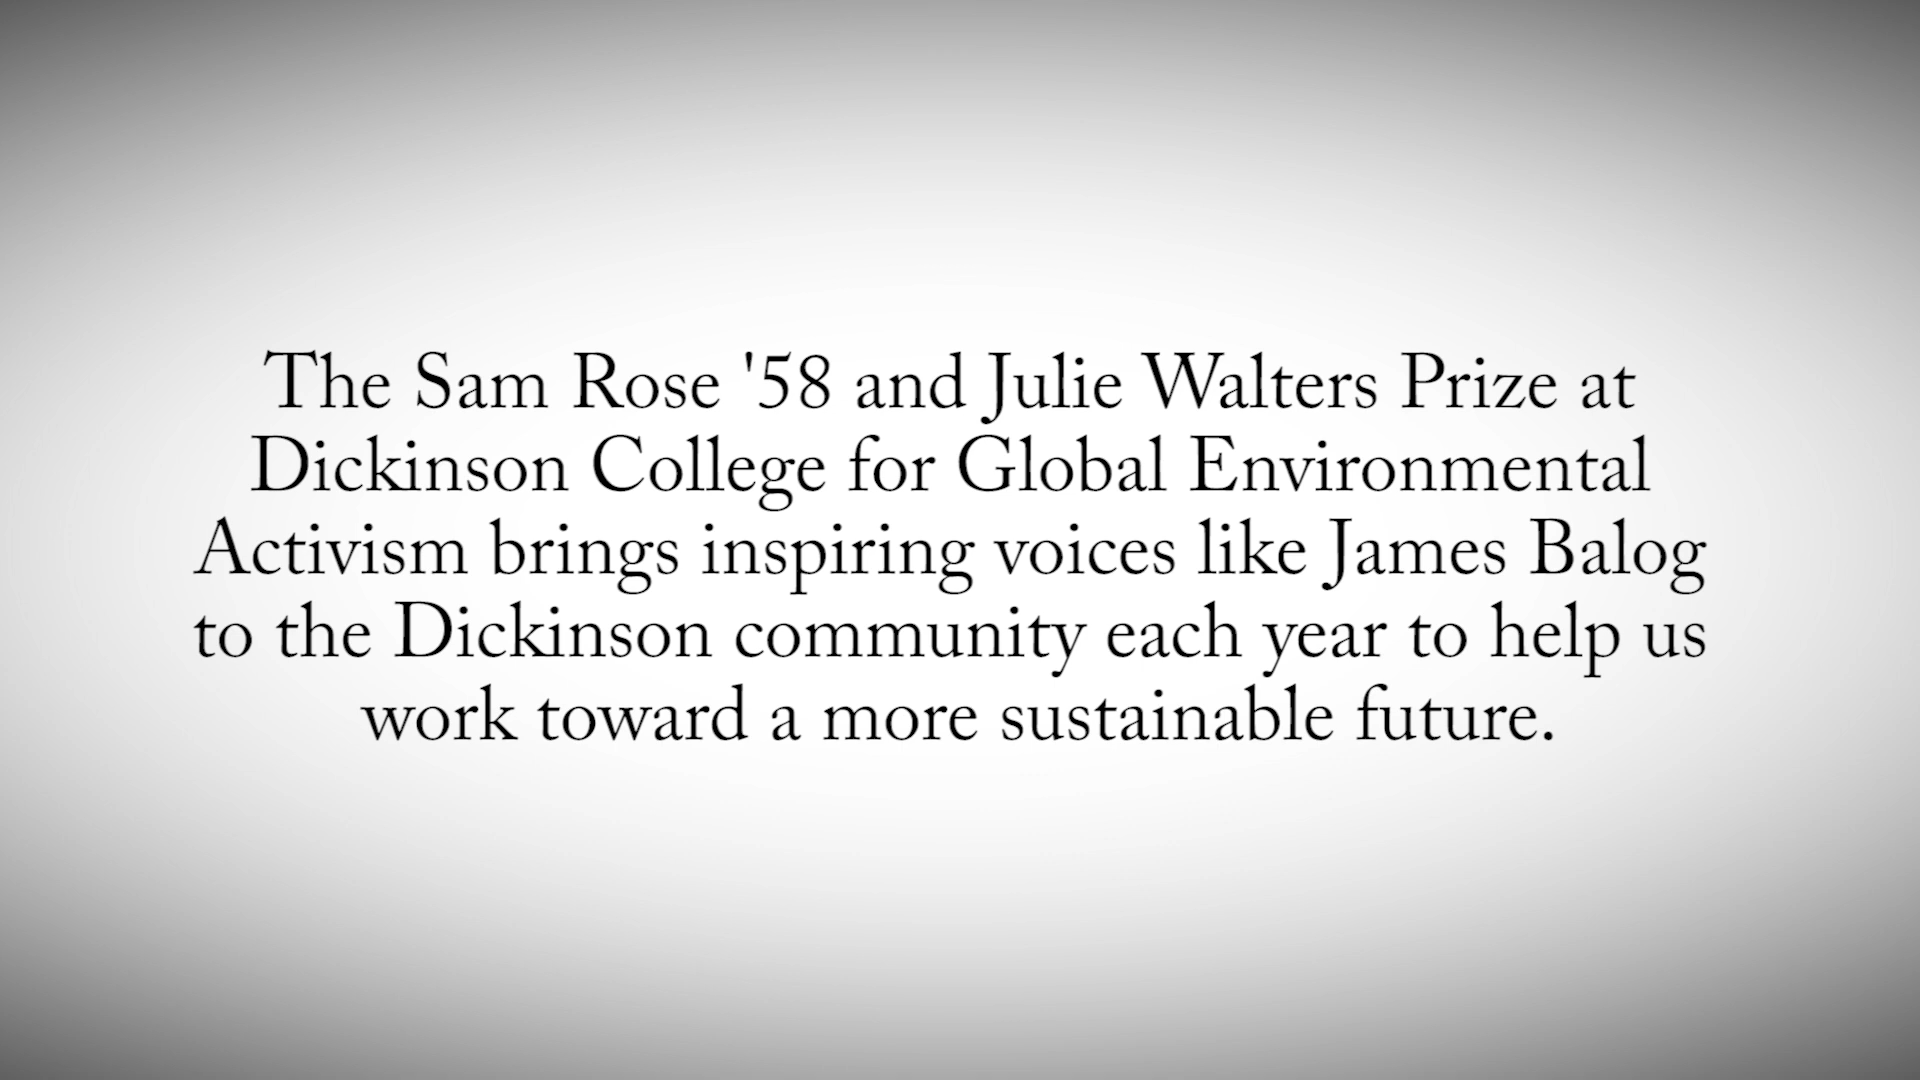 The Sam Rose '58 and Julie Walters Prize at
Dickinson College for Global Environmental
Activism brings inspiring voices like James Balog
to the Dickinson community each year to help us
work toward a more sustainable future.